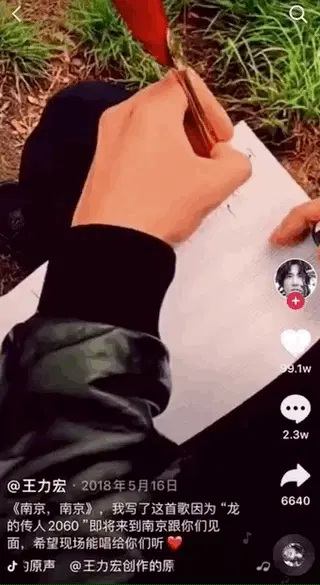 99.1w
2.3w
6640
@王力宏 · 2018年5月16日
《南京,南京》,我写了这首歌因为“龙
的传人2060”即将来到南京跟你们见
面,希望现场能唱给你们听❤️
的原声 @王力宏创作的原